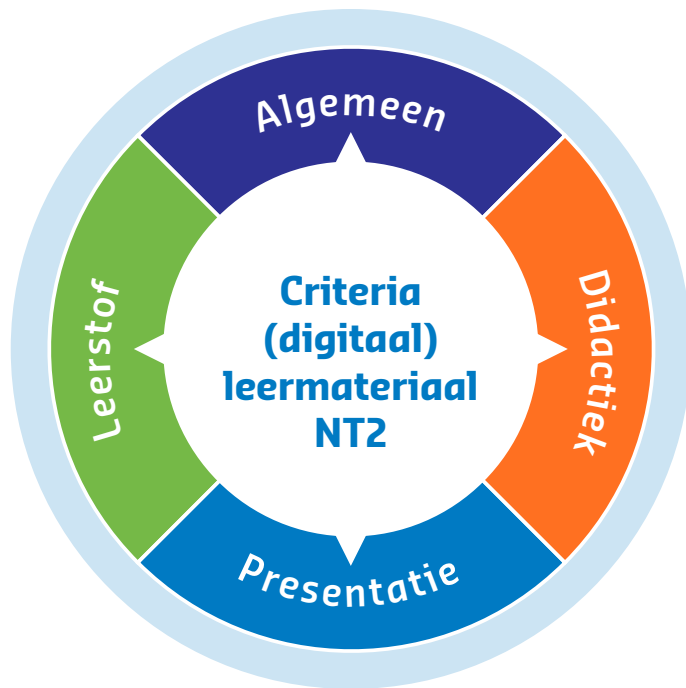 Algemeen
Leerstof
Criteria
(digitaal)
leermateriaal
NT2
Didactiek
Presentatie